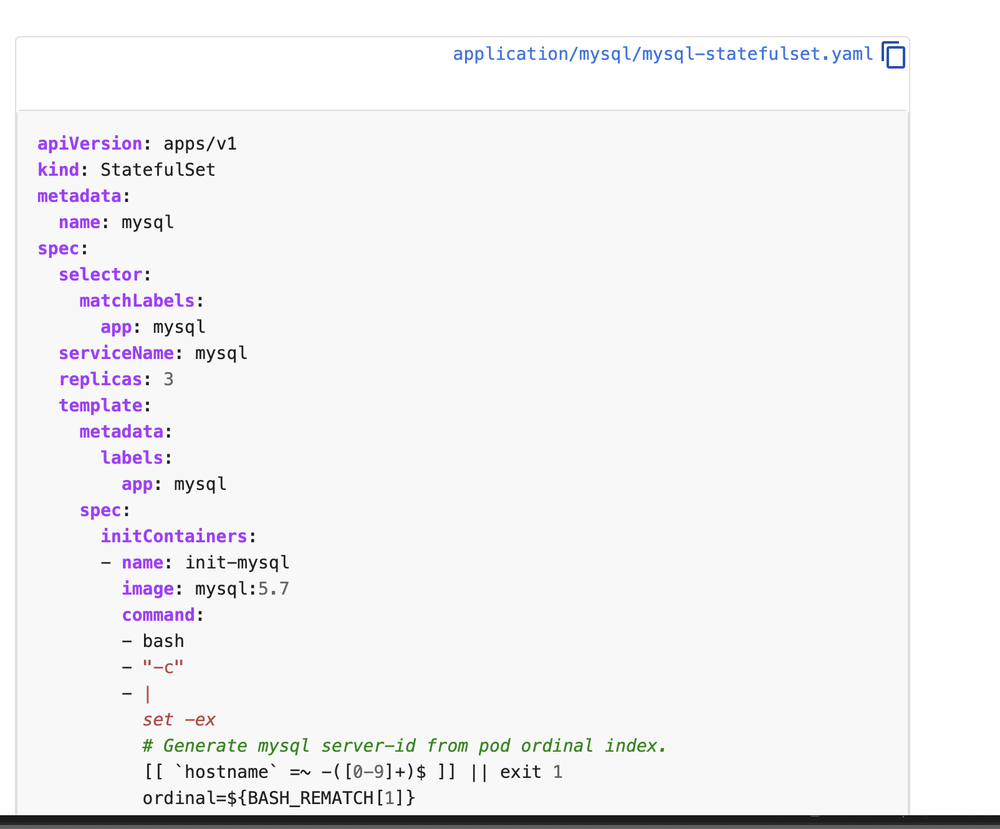 application/mysql/mysql-statefulset.yaml
apiVersion: apps/v1
kind: StatefulSet
metadata:
  name: mysql
spec:
  selector:
    matchLabels:
      app: mysql
  serviceName: mysql
  replicas: 3
  template:
    metadata:
      labels:
        app: mysql
    spec:
      initContainers:
      - name: init-mysql
        image: mysql:5.7
        command:
        - bash
        - "-c"
        - |
          set -ex
          # Generate mysql server-id from pod ordinal index.
          [[ `hostname` =~ -([0-9]+)$ ]] || exit 1
          ordinal=${BASH_REMATCH[1]}